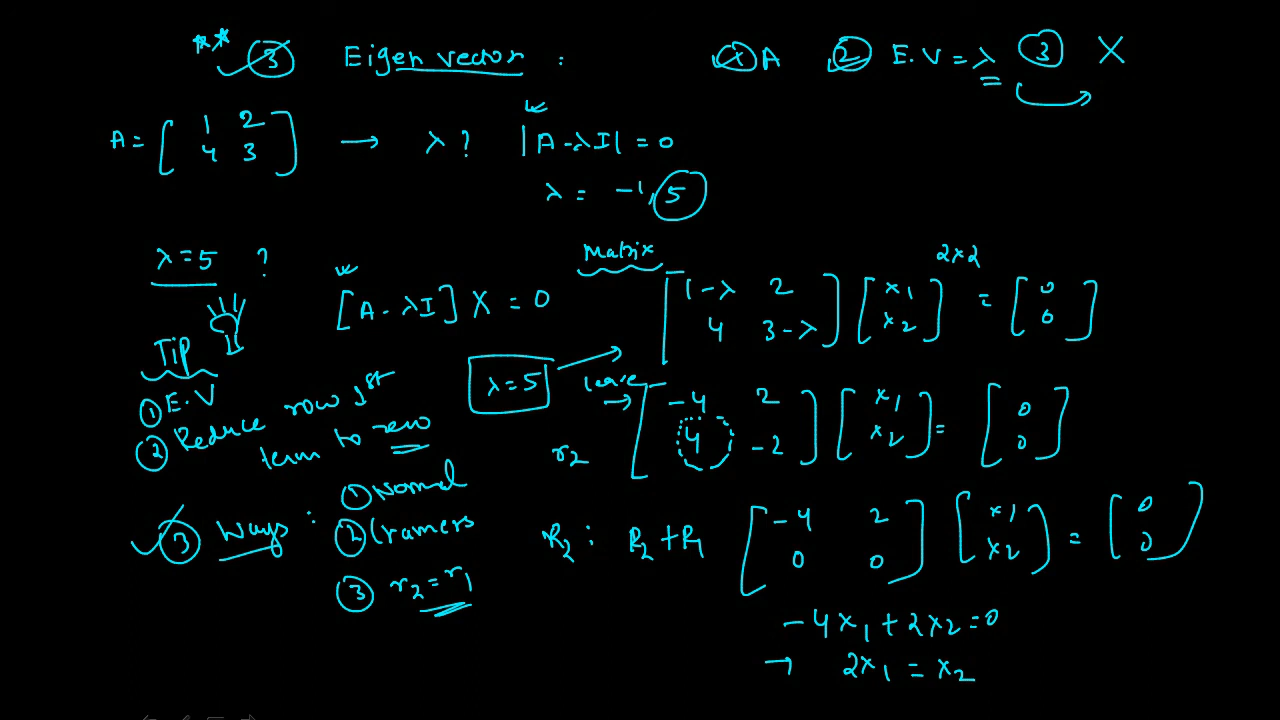 ** ③ Eigen vector : ① A ② E.V = λ ③ X
A = [ 1 2 ; 4 3 ] → λ ? |A - λI| = 0
λ = -1, 5
λ = 5 ?
[A - λI] X = 0
Matrix
[ 1-λ 2 ; 4 3-λ ] [ x1 ; x2 ] = [ 0 ; 0 ]
2x2
Tip
① E.V
② Reduce row 1st
term to zero
λ = 5
leave → [ -4 2 ; 4 -2 ] [ x1 ; x2 ] = [ 0 ; 0 ]
r2
③ Ways :
① Normal
② Cramers
③ r2 = r1
R2 : R2 + R1 [ -4 2 ; 0 0 ] [ x1 ; x2 ] = [ 0 ; 0 ]
-4x1 + 2x2 = 0
→ 2x1 = x2